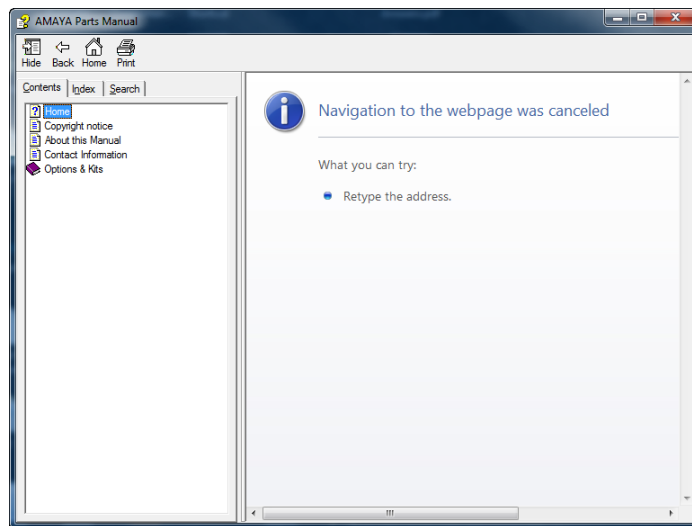 AMAYA Parts Manual
Hide Back Home Print
Contents Index Search
Home
Copyright notice
About this Manual
Contact Information
Options & Kits
Navigation to the webpage was canceled
What you can try:
Retype the address.